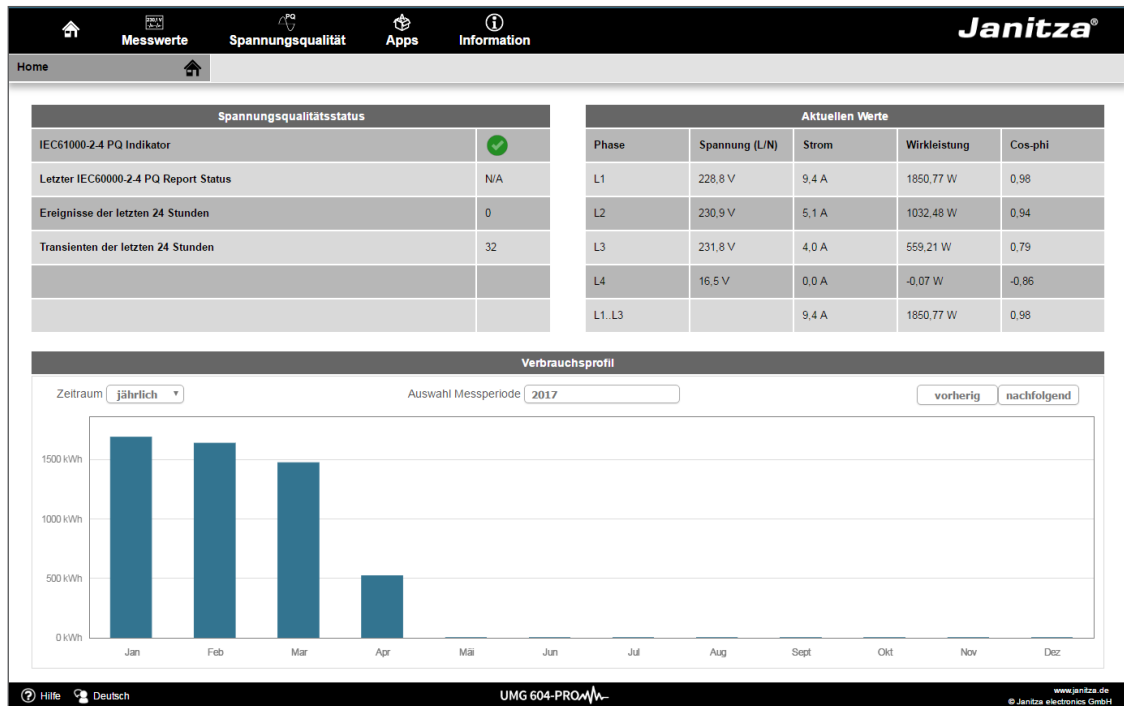 230,1 V
PQ
Messwerte Spannungsqualität Apps Information
Janitza®
Home
Spannungsqualitätsstatus
IEC61000-2-4 PQ Indikator
Letzter IEC60000-2-4 PQ Report Status N/A
Ereignisse der letzten 24 Stunden 0
Transienten der letzten 24 Stunden 32
Aktuellen Werte
Phase Spannung (L/N) Strom Wirkleistung Cos-phi
L1 228,8 V 9,4 A 1850,77 W 0,98
L2 230,9 V 5,1 A 1032,48 W 0,94
L3 231,8 V 4,0 A 559,21 W 0,79
L4 16,5 V 0,0 A -0,07 W -0,86
L1..L3 9,4 A 1850,77 W 0,98
Verbrauchsprofil
Zeitraum jährlich Auswahl Messperiode 2017 vorherig nachfolgend
1500 kWh
1000 kWh
500 kWh
0 kWh
Jan Feb Mar Apr Mäi Jun Jul Aug Sept Okt Nov Dez
? Hilfe Deutsch
UMG 604-PRO
www.janitza.de
© Janitza electronics GmbH